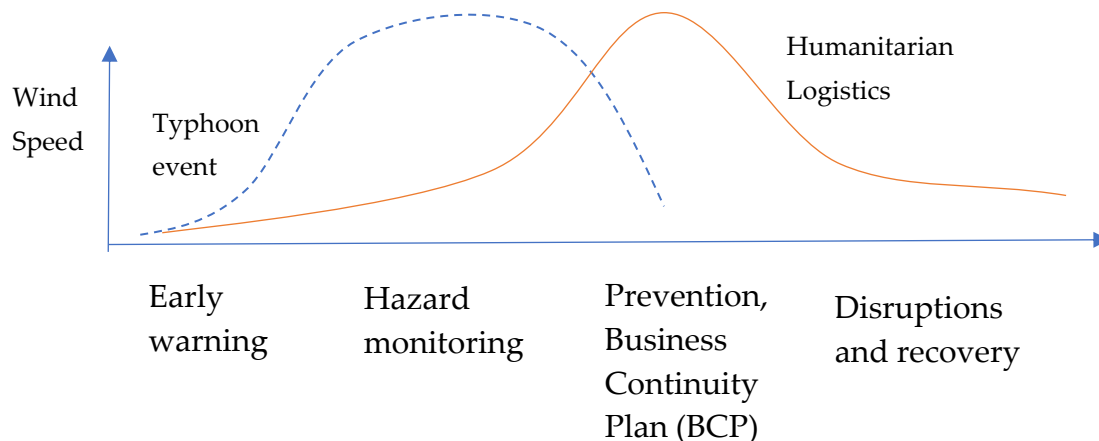 Wind
Speed
Typhoon
event
Humanitarian
Logistics
Early
warning
Hazard
monitoring
Prevention,
Business
Continuity
Plan (BCP)
Disruptions
and recovery